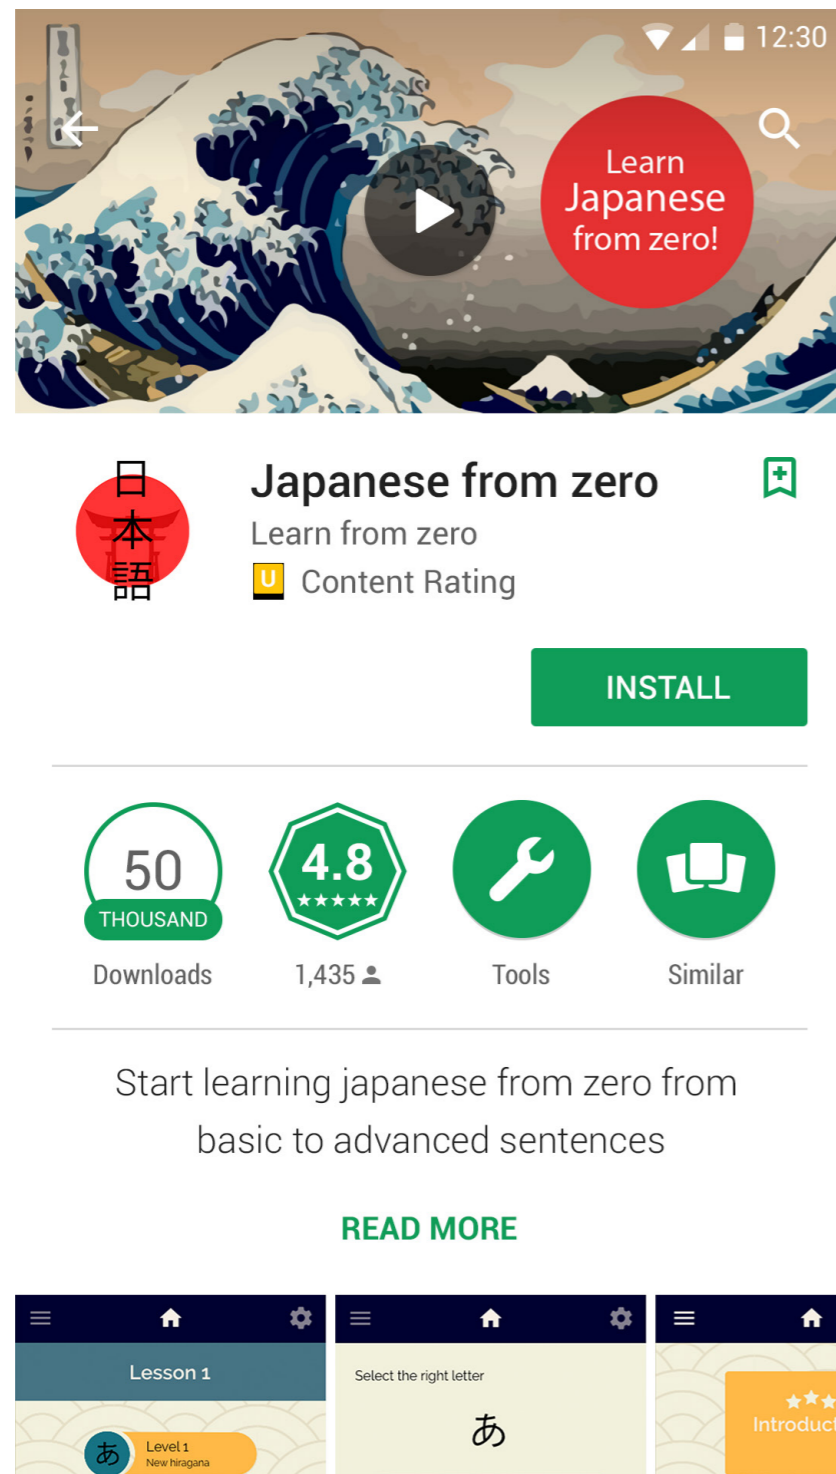 12:30
Learn
Japanese
from zero!
日
本
語
Japanese from zero
Learn from zero
U Content Rating
INSTALL
50
THOUSAND
Downloads
4.8
1,435
Tools
Similar
Start learning japanese from zero from
basic to advanced sentences
READ MORE
Lesson 1
あ
Level 1
New hiragana
Select the right letter
あ